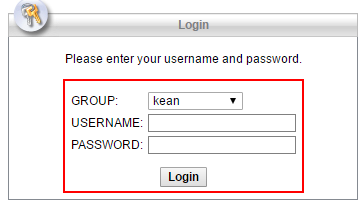 Login
Please enter your username and password.
GROUP: kean
USERNAME:
PASSWORD:
Login